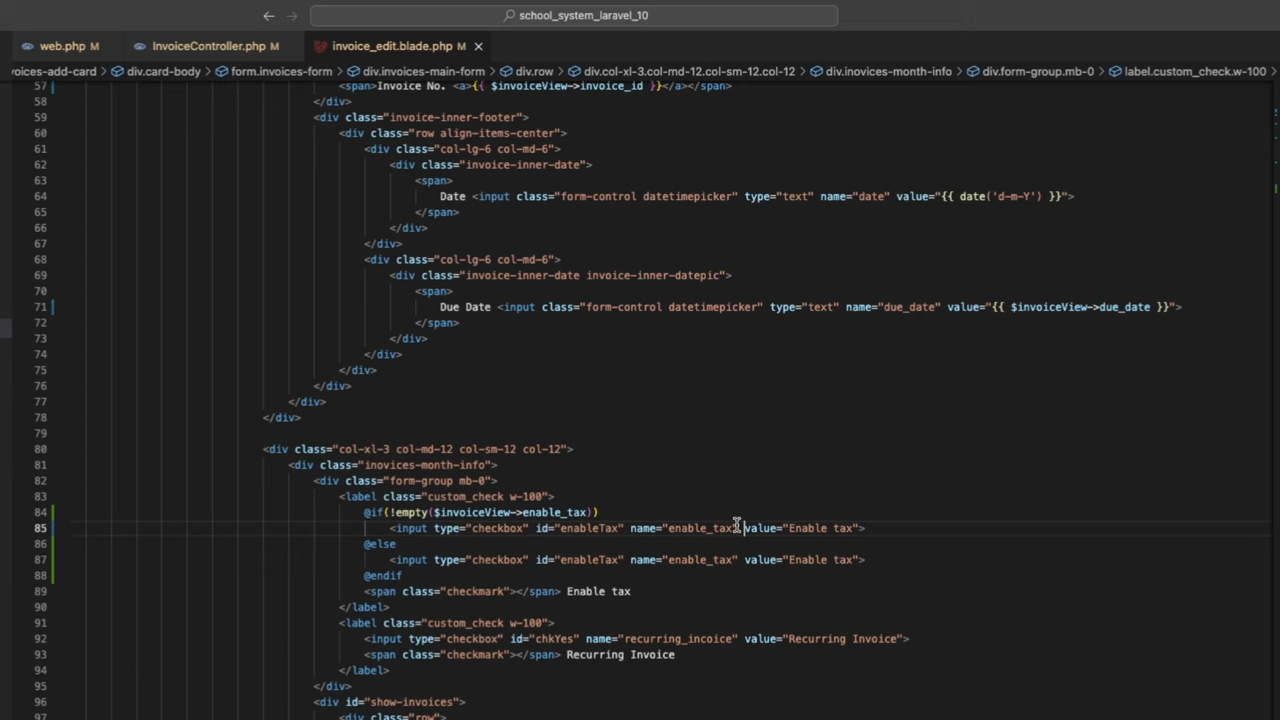 school_system_laravel_10
web.php M InvoiceController.php M invoice_edit.blade.php M
voices-add-card > div.card-body > form.invoices-form > div.invoices-main-form > div.row > div.col-xl-3.col-md-12.col-sm-12.col-12 > div.inovices-month-info > div.form-group.mb-0 > label.custom_check.w-100 >
57 <span>Invoice No. <a>{{ $invoiceView->invoice_id }}</a></span>
58 </div>
59 <div class="invoice-inner-footer">
60 <div class="row align-items-center">
61 <div class="col-lg-6 col-md-6">
62 <div class="invoice-inner-date">
63 <span>
64 Date <input class="form-control datetimepicker" type="text" name="date" value="{{ date('d-m-Y') }}">
65 </span>
66 </div>
67 </div>
68 <div class="col-lg-6 col-md-6">
69 <div class="invoice-inner-date invoice-inner-datepic">
70 <span>
71 Due Date <input class="form-control datetimepicker" type="text" name="due_date" value="{{ $invoiceView->due_date }}">
72 </span>
73 </div>
74 </div>
75 </div>
76 </div>
77 </div>
78 </div>
79
80 <div class="col-xl-3 col-md-12 col-sm-12 col-12">
81 <div class="inovices-month-info">
82 <div class="form-group mb-0">
83 <label class="custom_check w-100">
84 @if(!empty($invoiceView->enable_tax))
85 <input type="checkbox" id="enableTax" name="enable_tax" value="Enable tax">
86 @else
87 <input type="checkbox" id="enableTax" name="enable_tax" value="Enable tax">
88 @endif
89 <span class="checkmark"></span> Enable tax
90 </label>
91 <label class="custom_check w-100">
92 <input type="checkbox" id="chkYes" name="recurring_incoice" value="Recurring Invoice">
93 <span class="checkmark"></span> Recurring Invoice
94 </label>
95 </div>
96 <div id="show-invoices">
97 <div class="row">